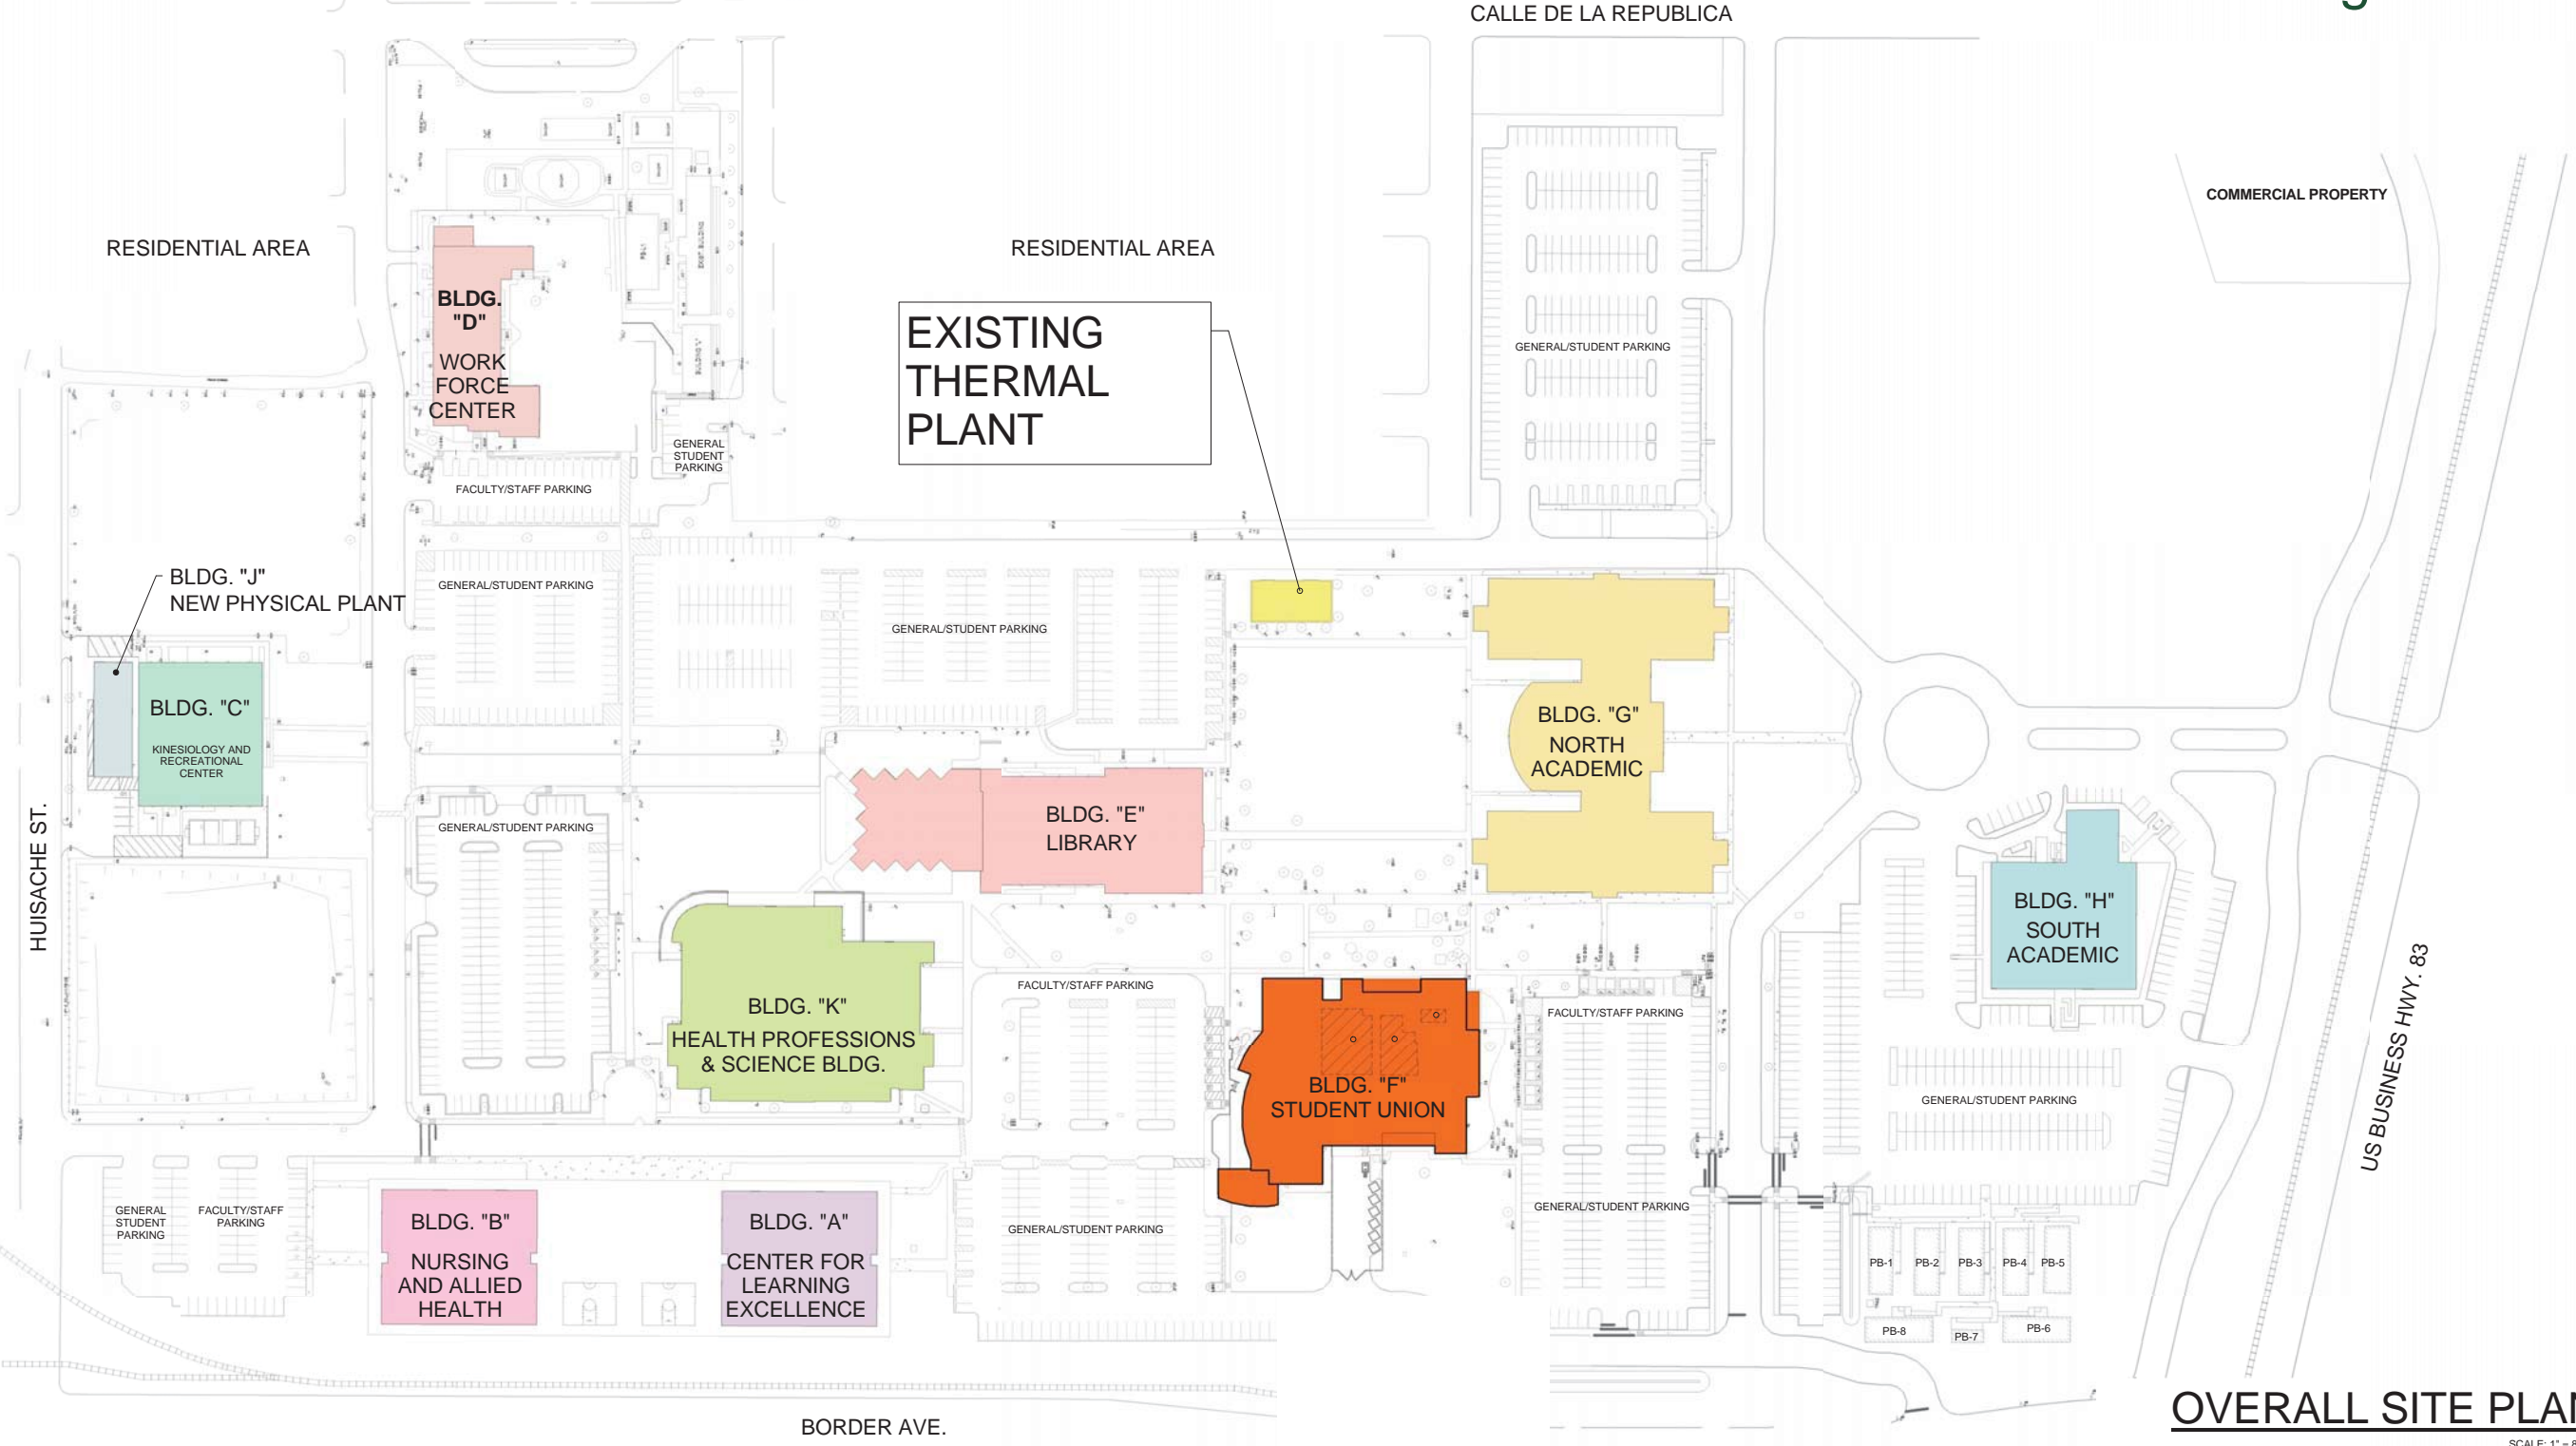 CALLE DE LA REPUBLICA
COMMERCIAL PROPERTY
RESIDENTIAL AREA
RESIDENTIAL AREA
BLDG.
"D"
WORK
FORCE
CENTER
EXISTING
THERMAL
PLANT
GENERAL/STUDENT PARKING
GENERAL
STUDENT
PARKING
FACULTY/STAFF PARKING
BLDG. "J"
NEW PHYSICAL PLANT
GENERAL/STUDENT PARKING
GENERAL/STUDENT PARKING
BLDG. "C"
KINESIOLOGY AND
RECREATIONAL
CENTER
BLDG. "G"
NORTH
ACADEMIC
HUISACHE ST.
GENERAL/STUDENT PARKING
BLDG. "E"
LIBRARY
BLDG. "H"
SOUTH
ACADEMIC
US BUSINESS HWY. 83
BLDG. "K"
HEALTH PROFESSIONS
& SCIENCE BLDG.
FACULTY/STAFF PARKING
FACULTY/STAFF PARKING
BLDG. "F"
STUDENT UNION
GENERAL/STUDENT PARKING
GENERAL
STUDENT
PARKING
FACULTY/STAFF
PARKING
BLDG. "B"
NURSING
AND ALLIED
HEALTH
BLDG. "A"
CENTER FOR
LEARNING
EXCELLENCE
GENERAL/STUDENT PARKING
GENERAL/STUDENT PARKING
PB-1
PB-2
PB-3
PB-4
PB-5
PB-8
PB-7
PB-6
BORDER AVE.
OVERALL SITE PLAN